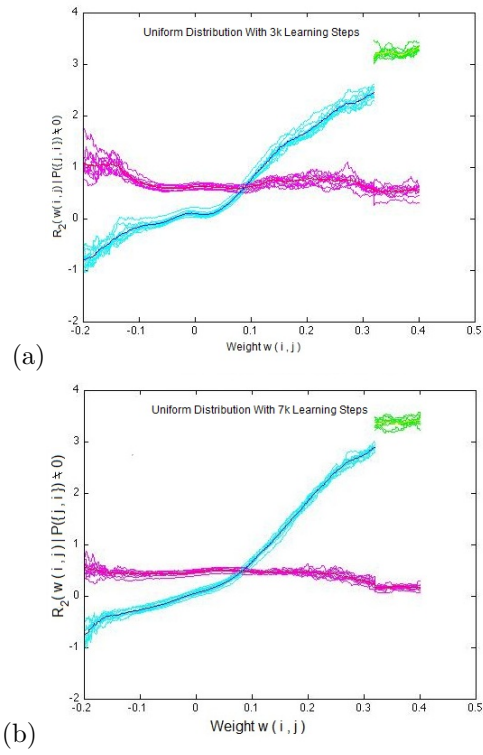 Uniform Distribution With 3k Learning Steps
4
3
2
1
0
-1
-2
R2( w( i , j ) | P({ j , i }) ≠ 0)
-0.2 -0.1 0 0.1 0.2 0.3 0.4 0.5
Weight w ( i , j )
(a)
Uniform Distribution With 7k Learning Steps
4
3
2
1
0
-1
-2
R2( w ( i , j ) | P({ j , i }) ≠ 0)
-0.2 -0.1 0 0.1 0.2 0.3 0.4 0.5
Weight w ( i , j )
(b)